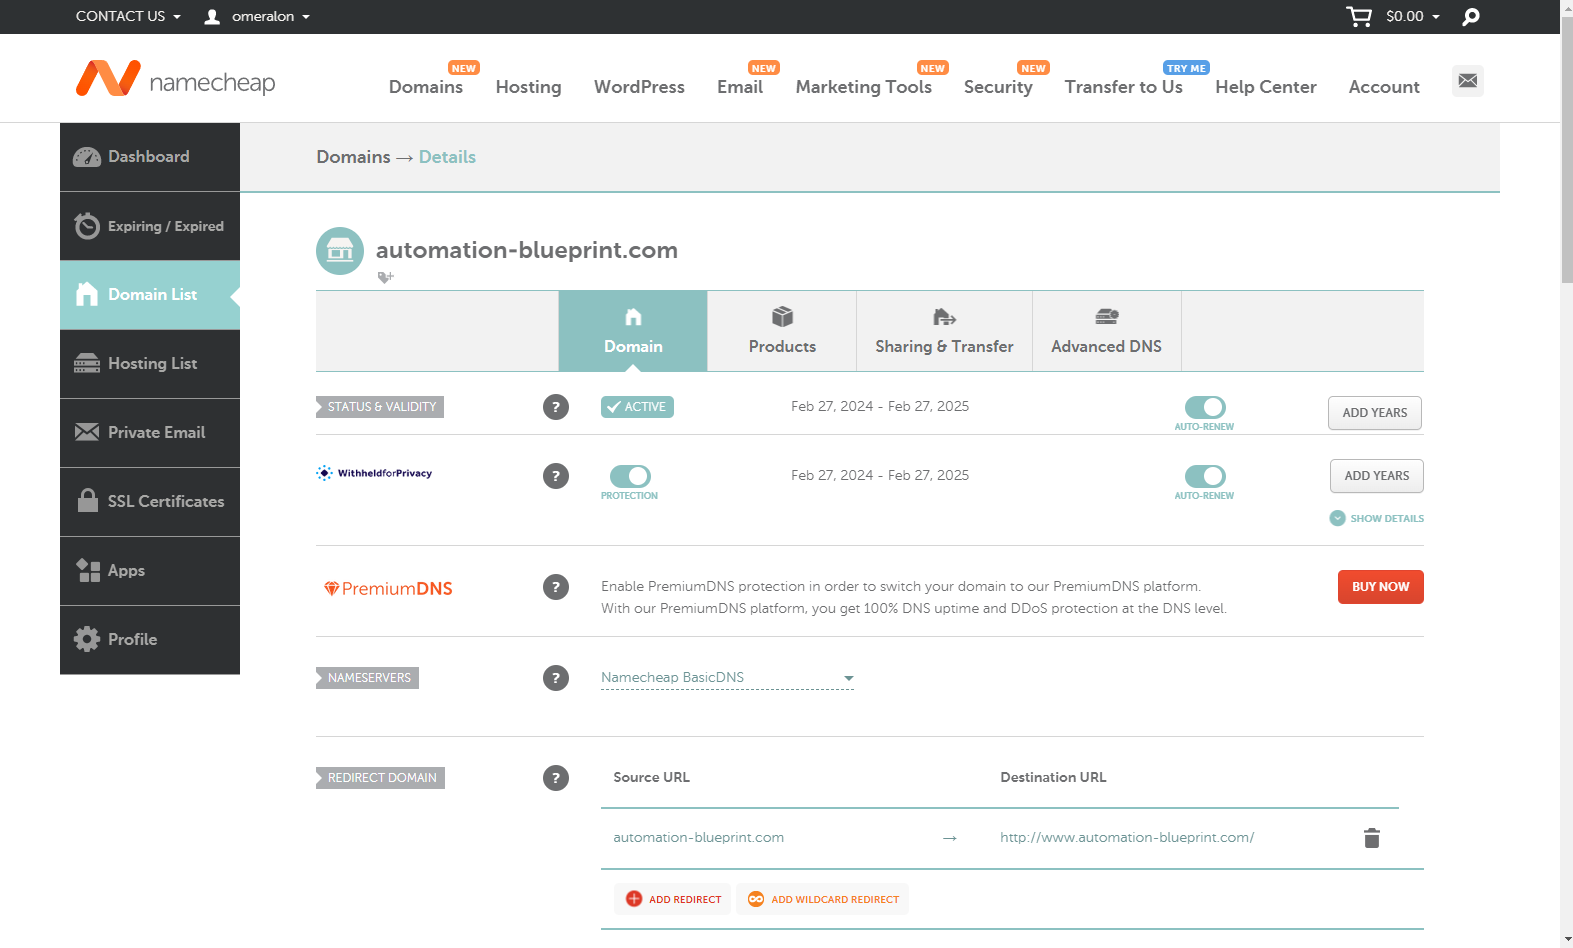 CONTACT US
omeralon
$0.00
namecheap
NEW
NEW
NEW
NEW
TRY ME
Domains
Hosting
WordPress
Email
Marketing Tools
Security
Transfer to Us
Help Center
Account
Dashboard
Expiring / Expired
Domain List
Hosting List
Private Email
SSL Certificates
Apps
Profile
Domains → Details
automation-blueprint.com
Domain
Products
Sharing & Transfer
Advanced DNS
STATUS & VALIDITY
?
ACTIVE
Feb 27, 2024 - Feb 27, 2025
AUTO-RENEW
ADD YEARS
WithheldforPrivacy
?
PROTECTION
Feb 27, 2024 - Feb 27, 2025
AUTO-RENEW
ADD YEARS
SHOW DETAILS
PremiumDNS
?
Enable PremiumDNS protection in order to switch your domain to our PremiumDNS platform.
With our PremiumDNS platform, you get 100% DNS uptime and DDoS protection at the DNS level.
BUY NOW
NAMESERVERS
?
Namecheap BasicDNS
REDIRECT DOMAIN
?
Source URL
Destination URL
automation-blueprint.com
→
http://www.automation-blueprint.com/
ADD REDIRECT
ADD WILDCARD REDIRECT